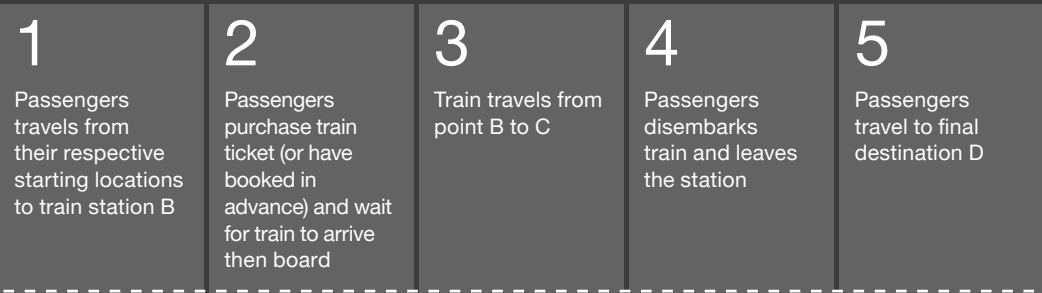 1
Passengers
travels from
their respective
starting locations
to train station B
2
Passengers
purchase train
ticket (or have
booked in
advance) and wait
for train to arrive
then board
3
Train travels from
point B to C
4
Passengers
disembarks
train and leaves
the station
5
Passengers
travel to final
destination D